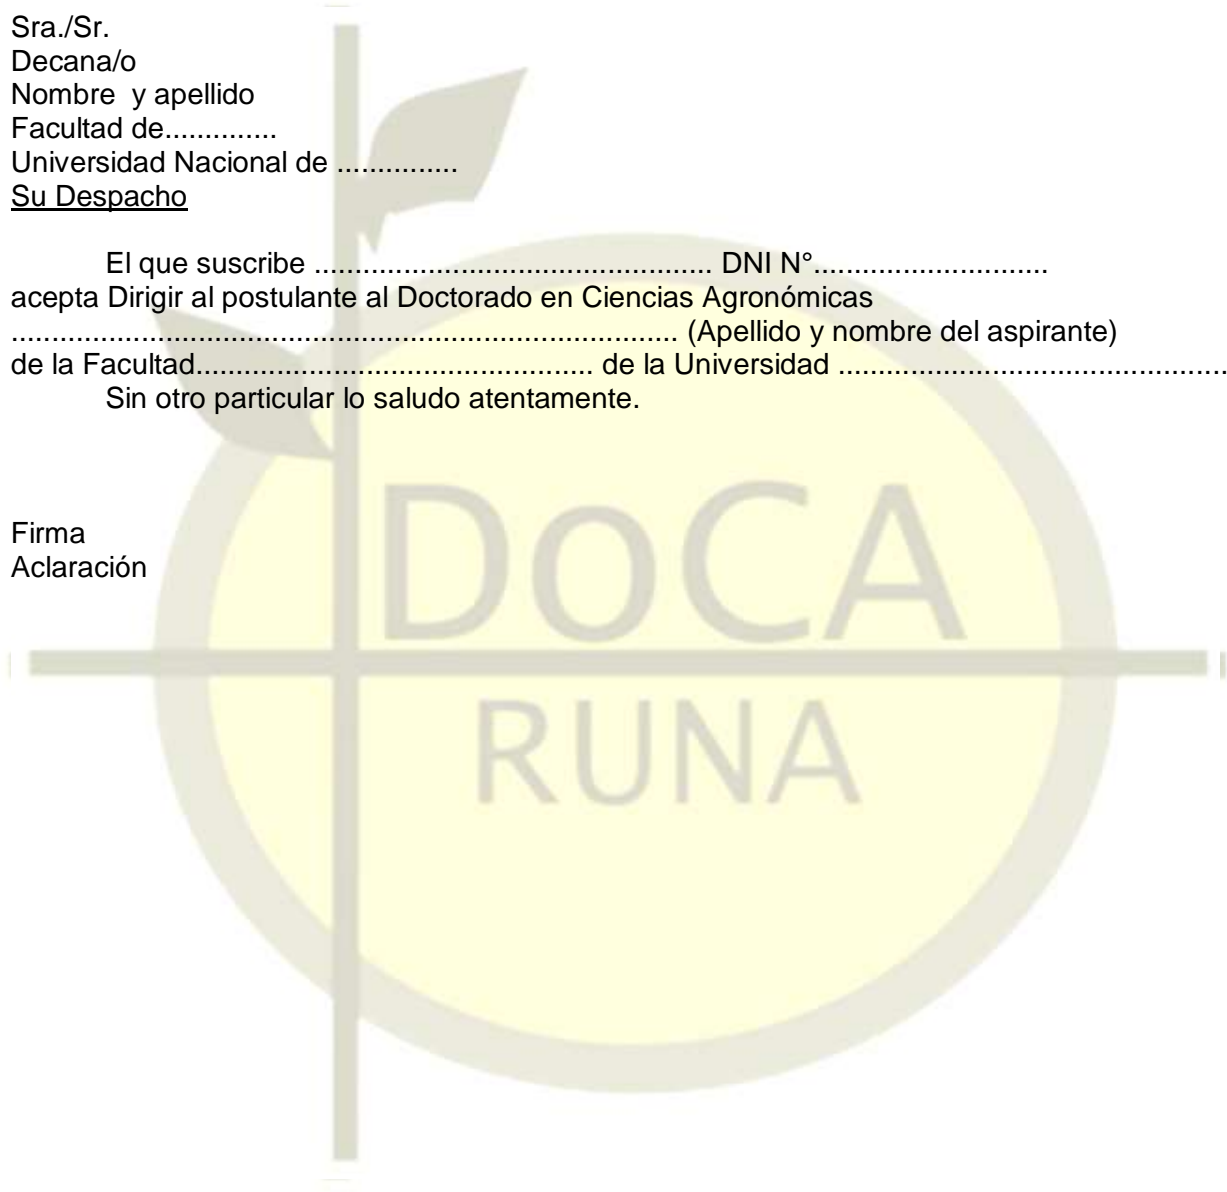 Sra./Sr.
Decana/o
Nombre  y apellido
Facultad de..............
Universidad Nacional de ...............
Su Despacho
El que suscribe ................................................. DNI N°.............................
acepta Dirigir al postulante al Doctorado en Ciencias Agronómicas
.................................................................................. (Apellido y nombre del aspirante)
de la Facultad................................................. de la Universidad ................................................
Sin otro particular lo saludo atentamente.
Firma
Aclaración
DoCA
RUNA